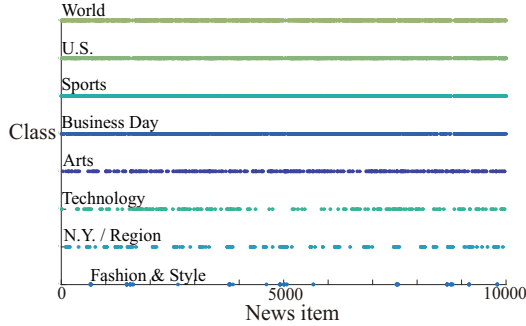 World
U.S.
Sports
Class
Business Day
Arts
Technology
N.Y. / Region
Fashion & Style
0
5000
10000
News item